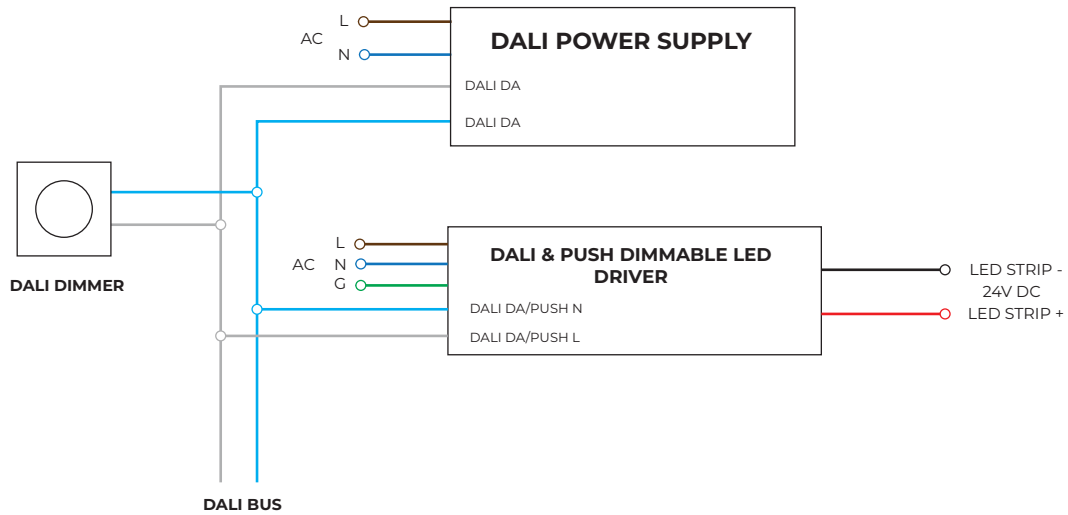 L
AC
N
DALI POWER SUPPLY
DALI DA
DALI DA
DALI DIMMER
L
AC
N
G
DALI & PUSH DIMMABLE LED
DRIVER
DALI DA/PUSH N
DALI DA/PUSH L
LED STRIP -
24V DC
LED STRIP +
DALI BUS